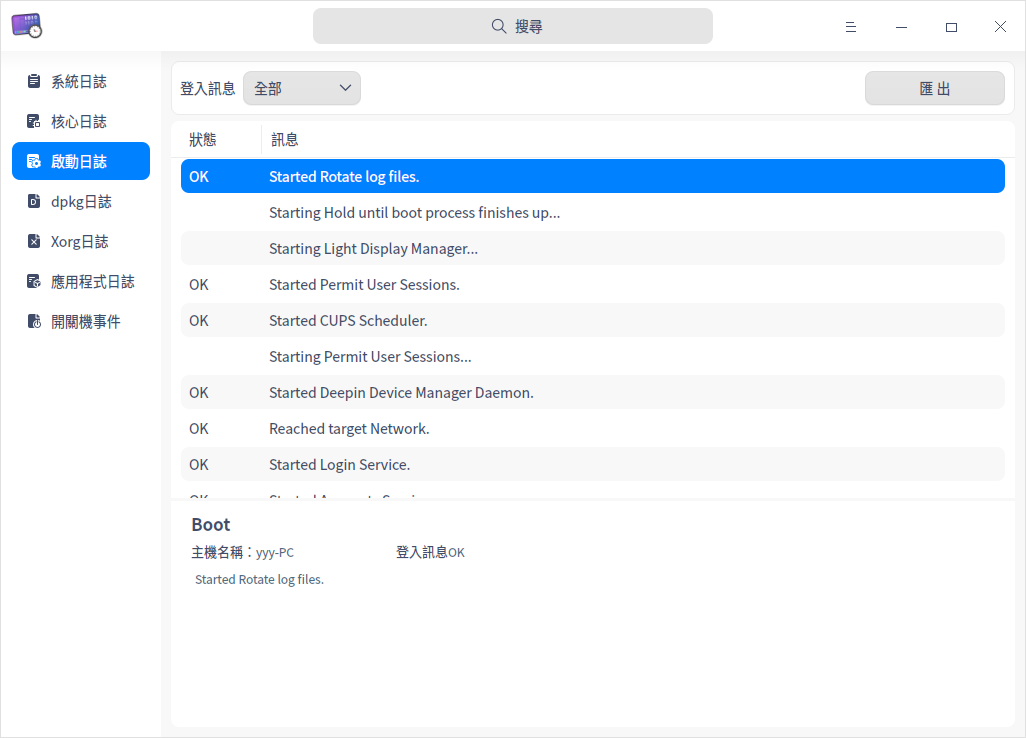 搜尋
系統日誌
核心日誌
啟動日誌
dpkg日誌
Xorg日誌
應用程式日誌
開關機事件
登入訊息 全部 匯出
狀態 訊息
OK Started Rotate log files.
Starting Hold until boot process finishes up...
Starting Light Display Manager...
OK Started Permit User Sessions.
OK Started CUPS Scheduler.
Starting Permit User Sessions...
OK Started Deepin Device Manager Daemon.
OK Reached target Network.
OK Started Login Service.
Boot
主機名稱：yyy-PC 登入訊息OK
Started Rotate log files.